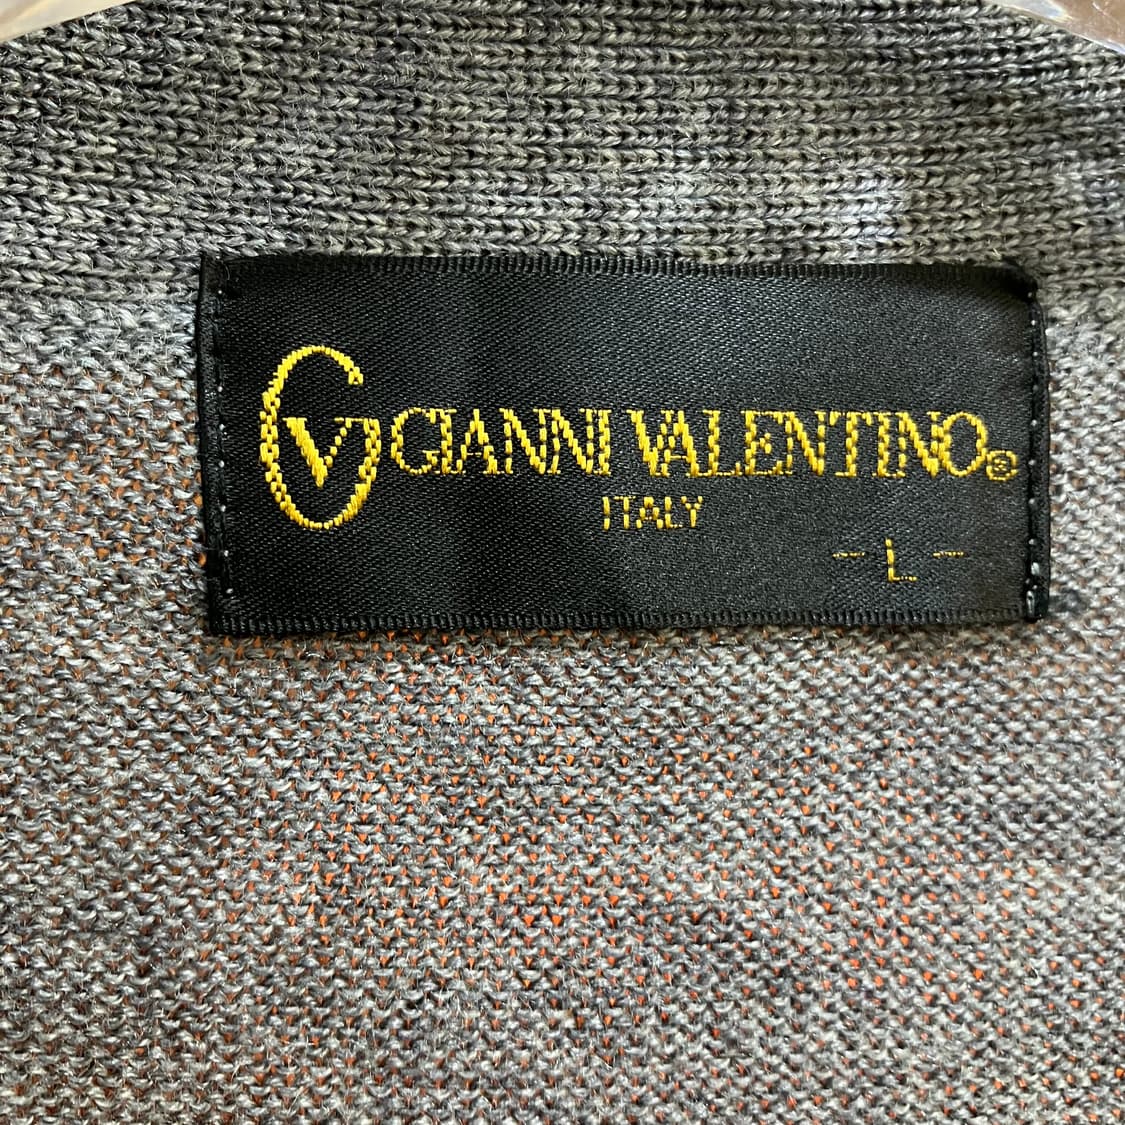 GV GIANNI VALENTINO®
ITALY
- L -